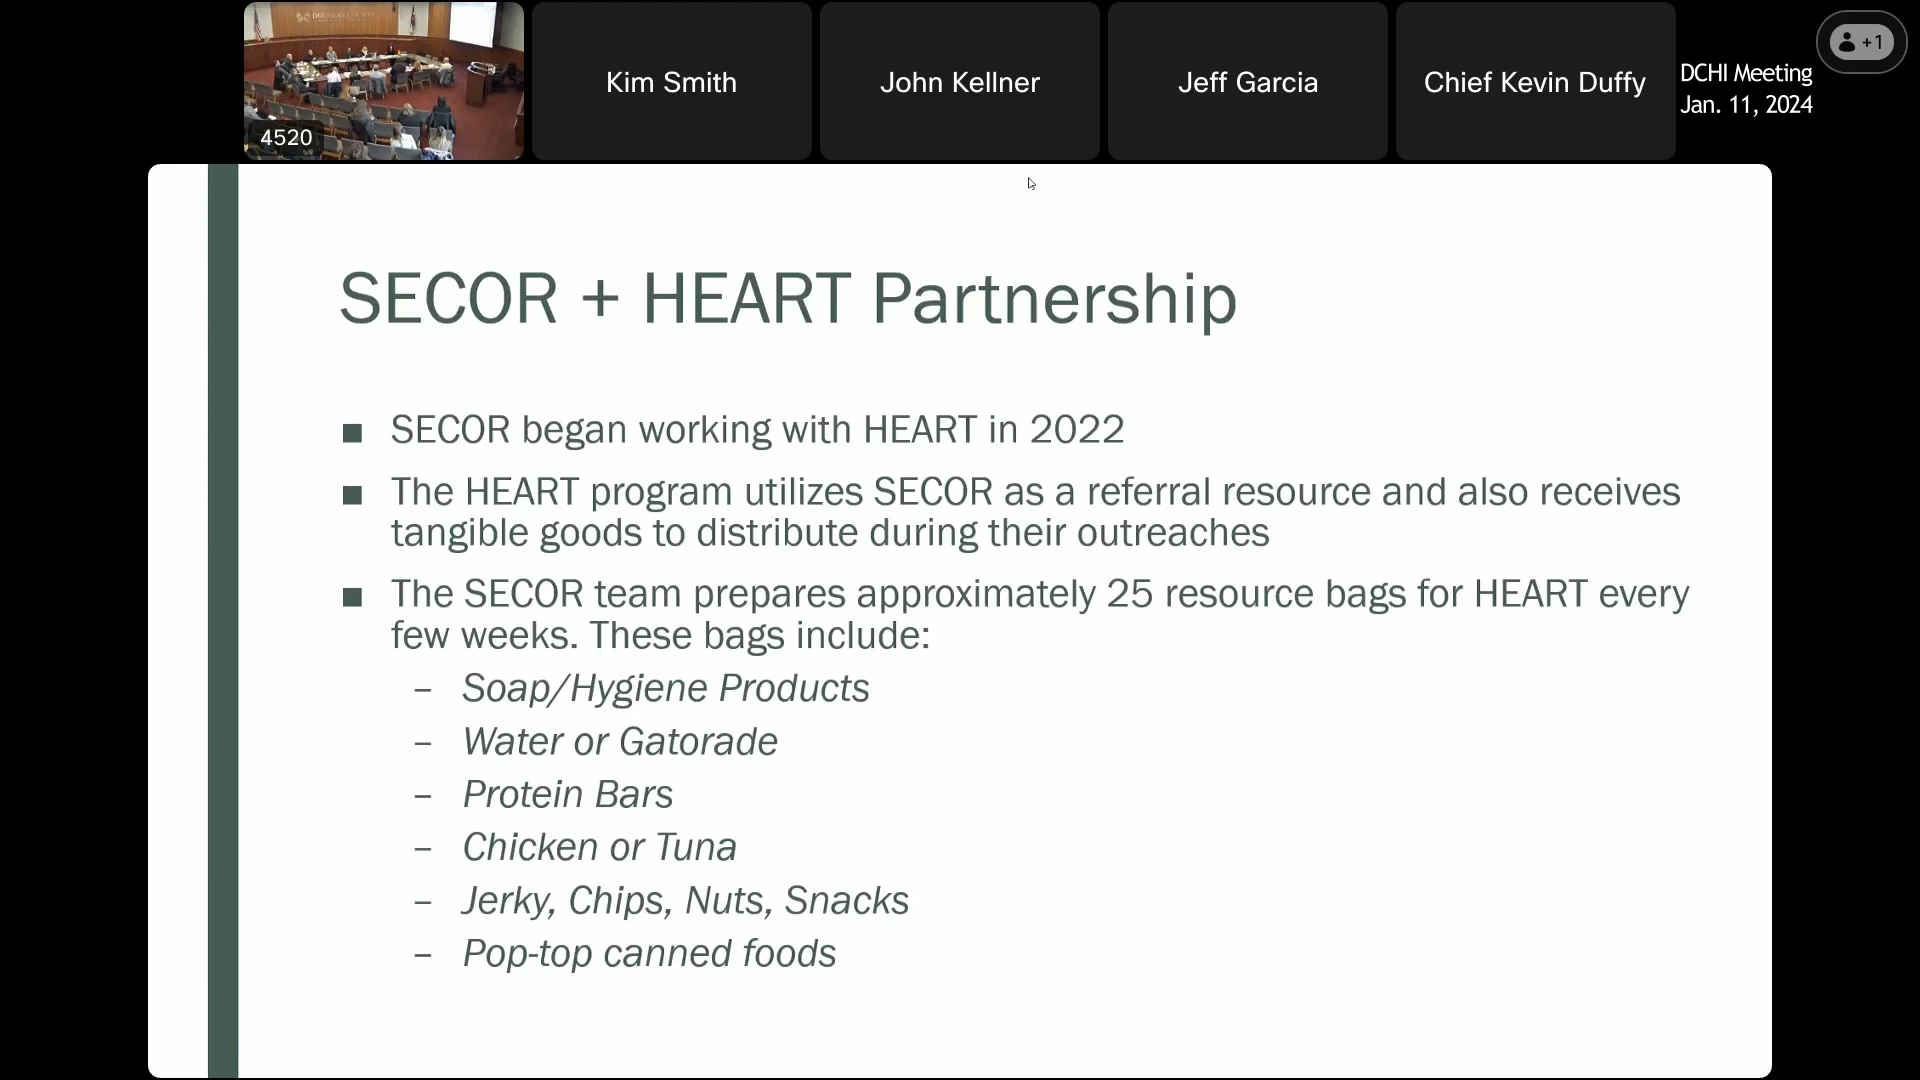 4520
Kim Smith
John Kellner
Jeff Garcia
Chief Kevin Duffy
+1
DCHI Meeting
Jan. 11, 2024
SECOR + HEART Partnership
■ SECOR began working with HEART in 2022
■ The HEART program utilizes SECOR as a referral resource and also receives
tangible goods to distribute during their outreaches
■ The SECOR team prepares approximately 25 resource bags for HEART every
few weeks. These bags include:
– Soap/Hygiene Products
– Water or Gatorade
– Protein Bars
– Chicken or Tuna
– Jerky, Chips, Nuts, Snacks
– Pop-top canned foods